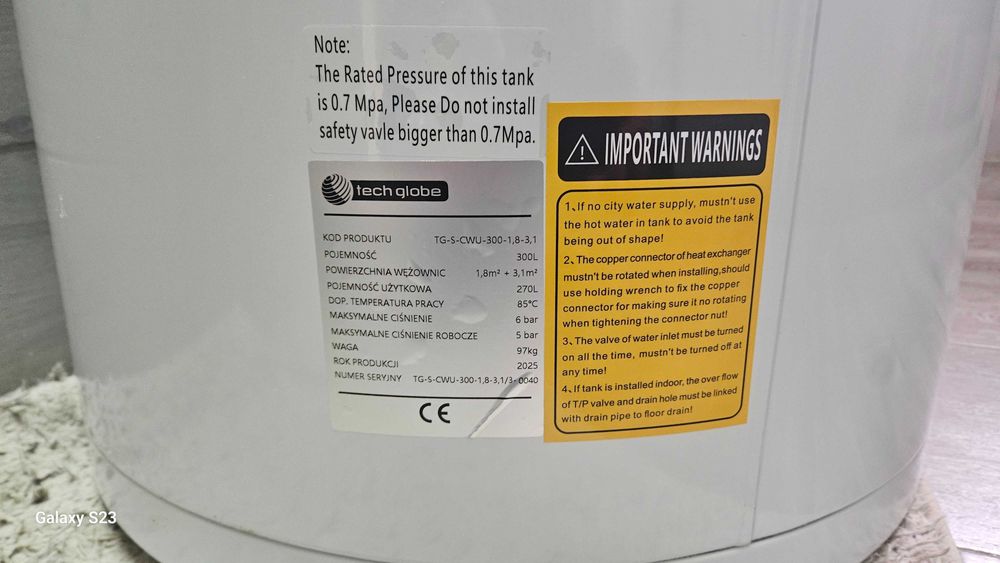 Note:
The Rated Pressure of this tank
is 0.7 Mpa, Please Do not install
safety vavle bigger than 0.7Mpa.
tech globe
KOD PRODUKTU TG-S-CWU-300-1,8-3,1
POJEMNOŚĆ 300L
POWIERZCHNIA WĘŻOWNIC 1,8m² + 3,1m²
POJEMNOŚĆ UŻYTKOWA 270L
DOP. TEMPERATURA PRACY 85°C
MAKSYMALNE CIŚNIENIE 6 bar
MAKSYMALNE CIŚNIENIE ROBOCZE 5 bar
WAGA 97kg
ROK PRODUKCJI 2025
NUMER SERYJNY TG-S-CWU-300-1,8-3,1/3-0040
CE
IMPORTANT WARNINGS
1、If no city water supply, mustn't use
the hot water in tank to avoid the tank
being out of shape!
2、The copper connector of heat exchanger
mustn't be rotated when installing,should
use holding wrench to fix the copper
connector for making sure it no rotating
when tightening the connector nut!
3、The valve of water inlet must be turned
on all the time, mustn't be turned off at
any time!
4、If tank is installed indoor, the over flow
of T/P valve and drain hole must be linked
with drain pipe to floor drain!
Galaxy S23